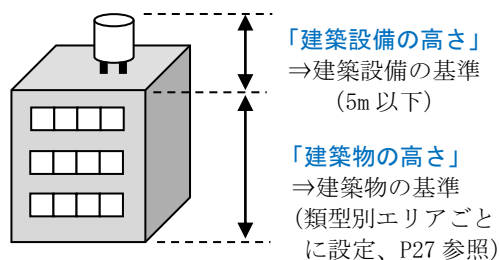 「建築設備の高さ」
⇒建築設備の基準
（5m 以下）
「建築物の高さ」
⇒建築物の基準
（類型別エリアごと
に設定、P27 参照）